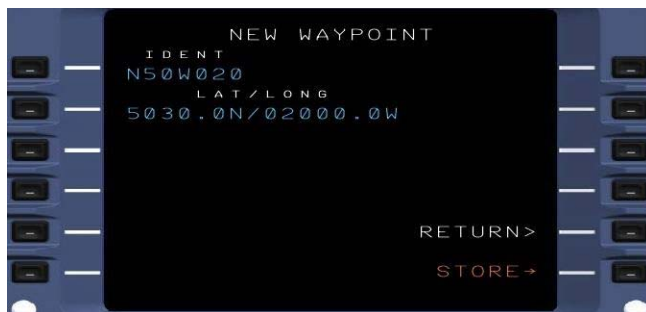 NEW WAYPOINT
IDENT
N50W020
LAT/LONG
5030.0N/02000.0W
RETURN>
STORE→